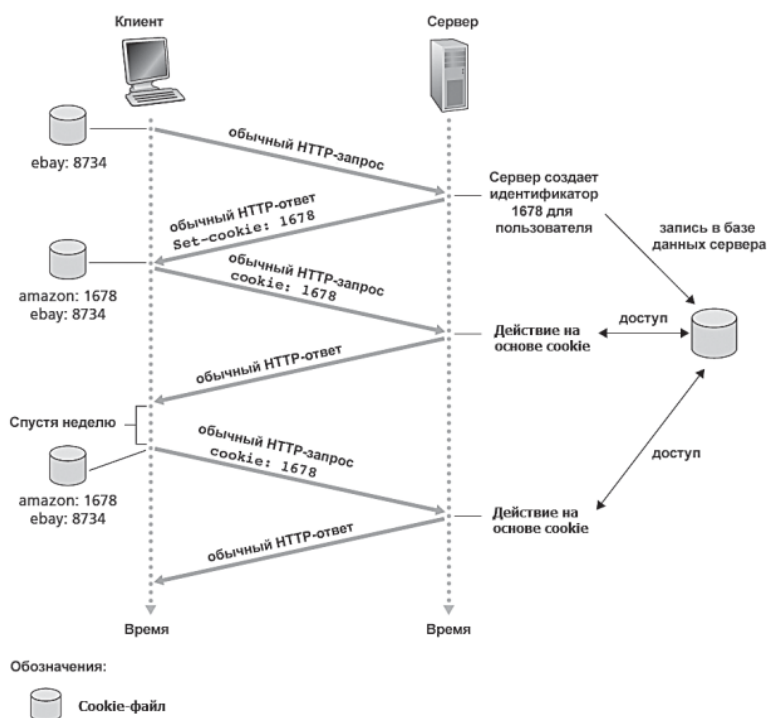 Клиент
Сервер
обычный HTTP-запрос
ebay: 8734
Сервер создает
идентификатор
1678 для
пользователя
запись в базе
данных сервера
обычный HTTP-ответ
Set-cookie: 1678
обычный HTTP-запрос
cookie: 1678
amazon: 1678
ebay: 8734
Действие на
основе cookie
доступ
обычный HTTP-ответ
Спустя неделю
обычный HTTP-запрос
cookie: 1678
доступ
amazon: 1678
ebay: 8734
Действие на
основе cookie
обычный HTTP-ответ
Время
Время
Обозначения:
Cookie-файл